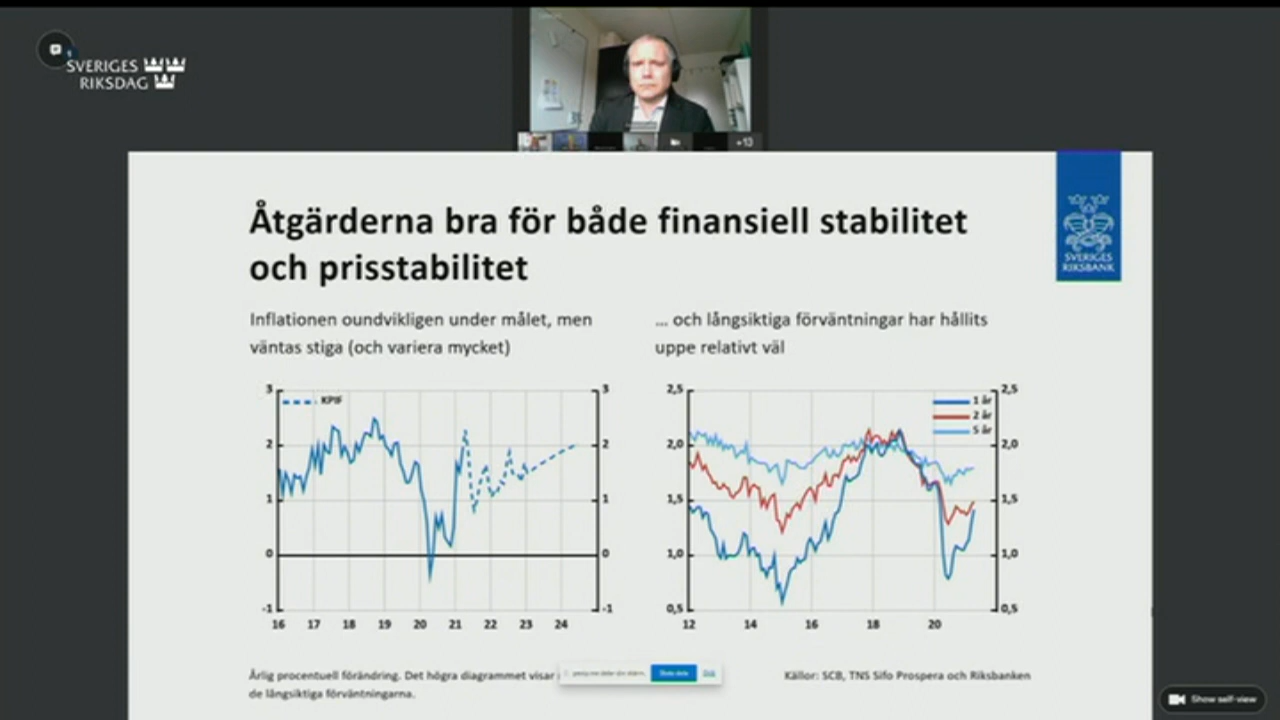 SVERIGES
RIKSDAG
+13
Åtgärderna bra för både finansiell stabilitet
och prisstabilitet
SVERIGES
RIKSBANK
Inflationen oundvikligen under målet, men
väntas stiga (och variera mycket)
... och långsiktiga förväntningar har hållits
uppe relativt väl
3 3
KPIF
2 2
1 1
0 0
-1 -1
16 17 18 19 20 21 22 23 24
2,5 2,5
1 år
2 år
5 år
2,0 2,0
1,5 1,5
1,0 1,0
0,5 0,5
12 14 16 18 20
Årlig procentuell förändring. Det högra diagrammet visar
de långsiktiga förväntningarna.
Källor: SCB, TNS Sifo Prospera och Riksbanken
Show self-view